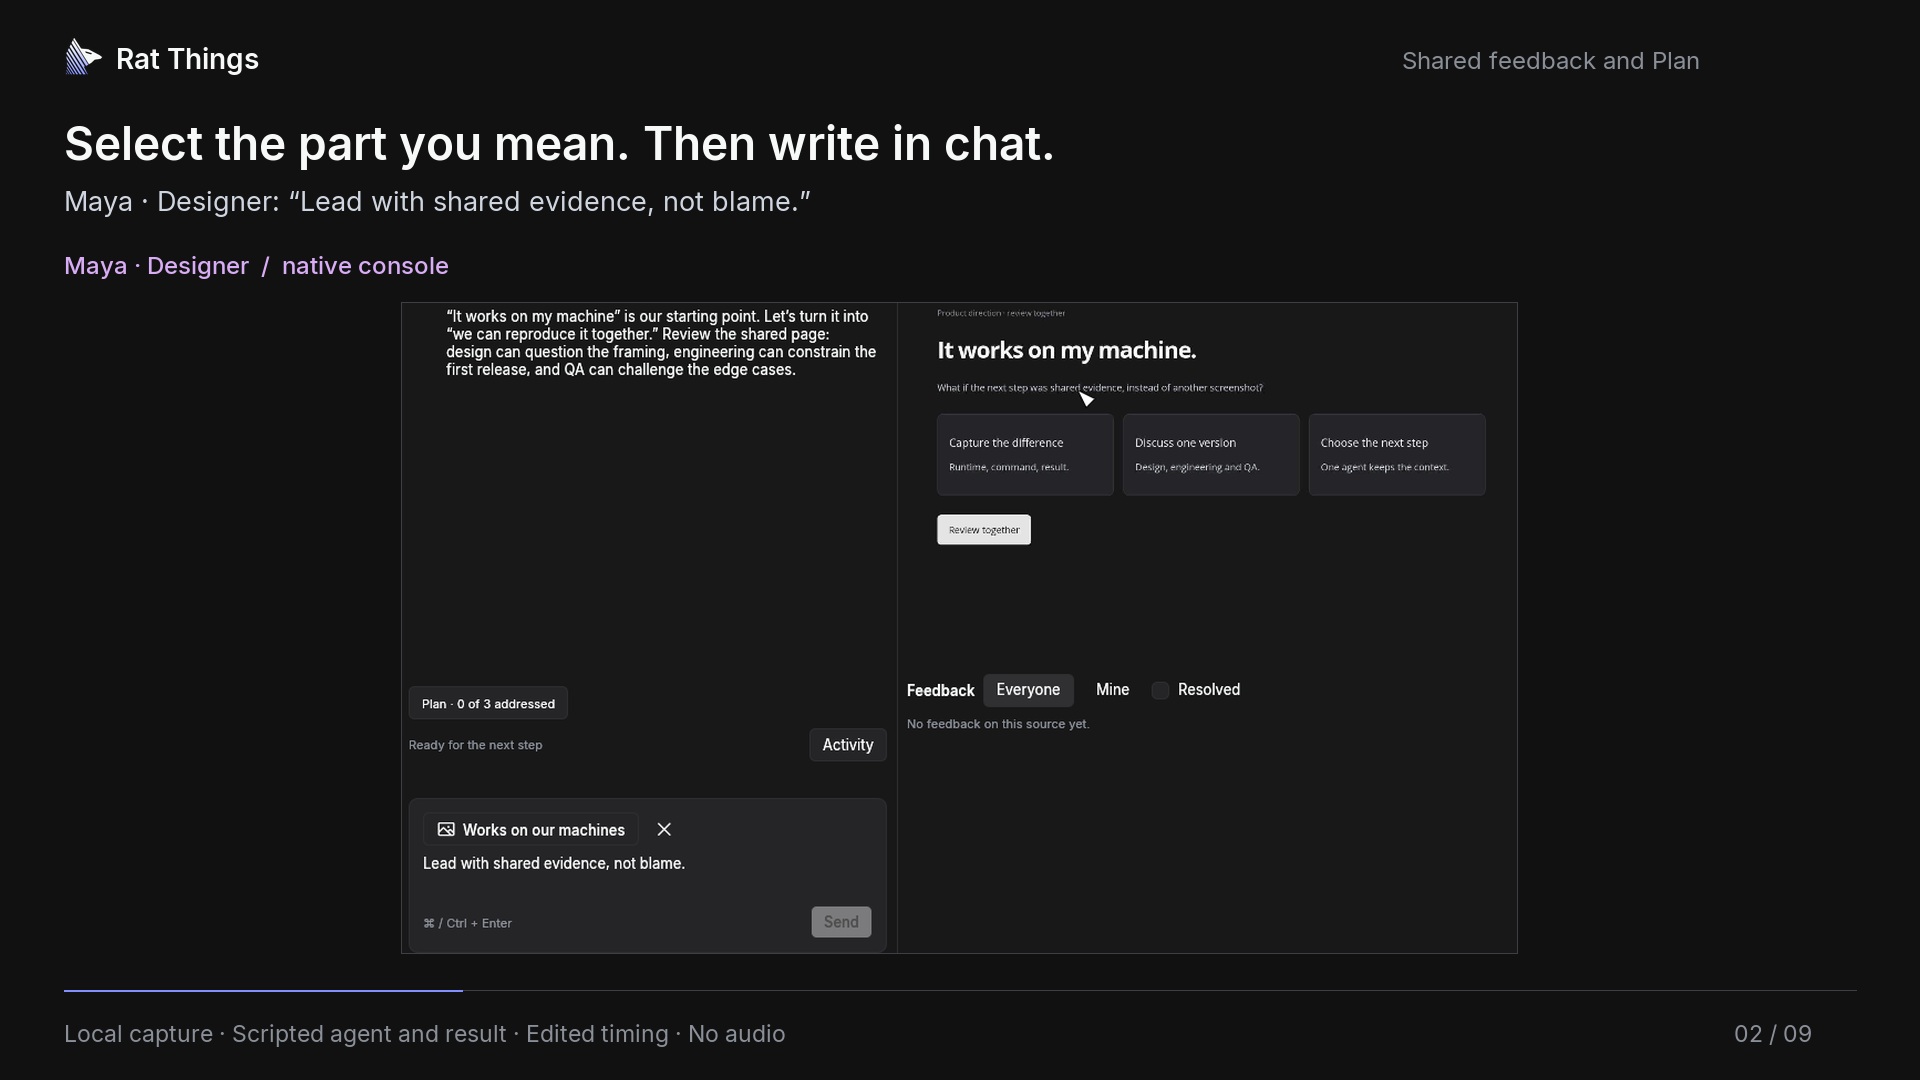 Rat Things
Shared feedback and Plan
Select the part you mean. Then write in chat.
Maya · Designer: “Lead with shared evidence, not blame.”
Maya · Designer / native console
“It works on my machine” is our starting point. Let’s turn it into
“we can reproduce it together.” Review the shared page:
design can question the framing, engineering can constrain the
first release, and QA can challenge the edge cases.
Plan · 0 of 3 addressed
Ready for the next step
Activity
Works on our machines
Lead with shared evidence, not blame.
⌘ / Ctrl + Enter
Send
Product direction · review together
It works on my machine.
What if the next step was shared evidence, instead of another screenshot?
Capture the difference
Runtime, command, result.
Discuss one version
Design, engineering and QA.
Choose the next step
One agent keeps the context.
Review together
Feedback Everyone Mine Resolved
No feedback on this source yet.
Local capture · Scripted agent and result · Edited timing · No audio
02 / 09